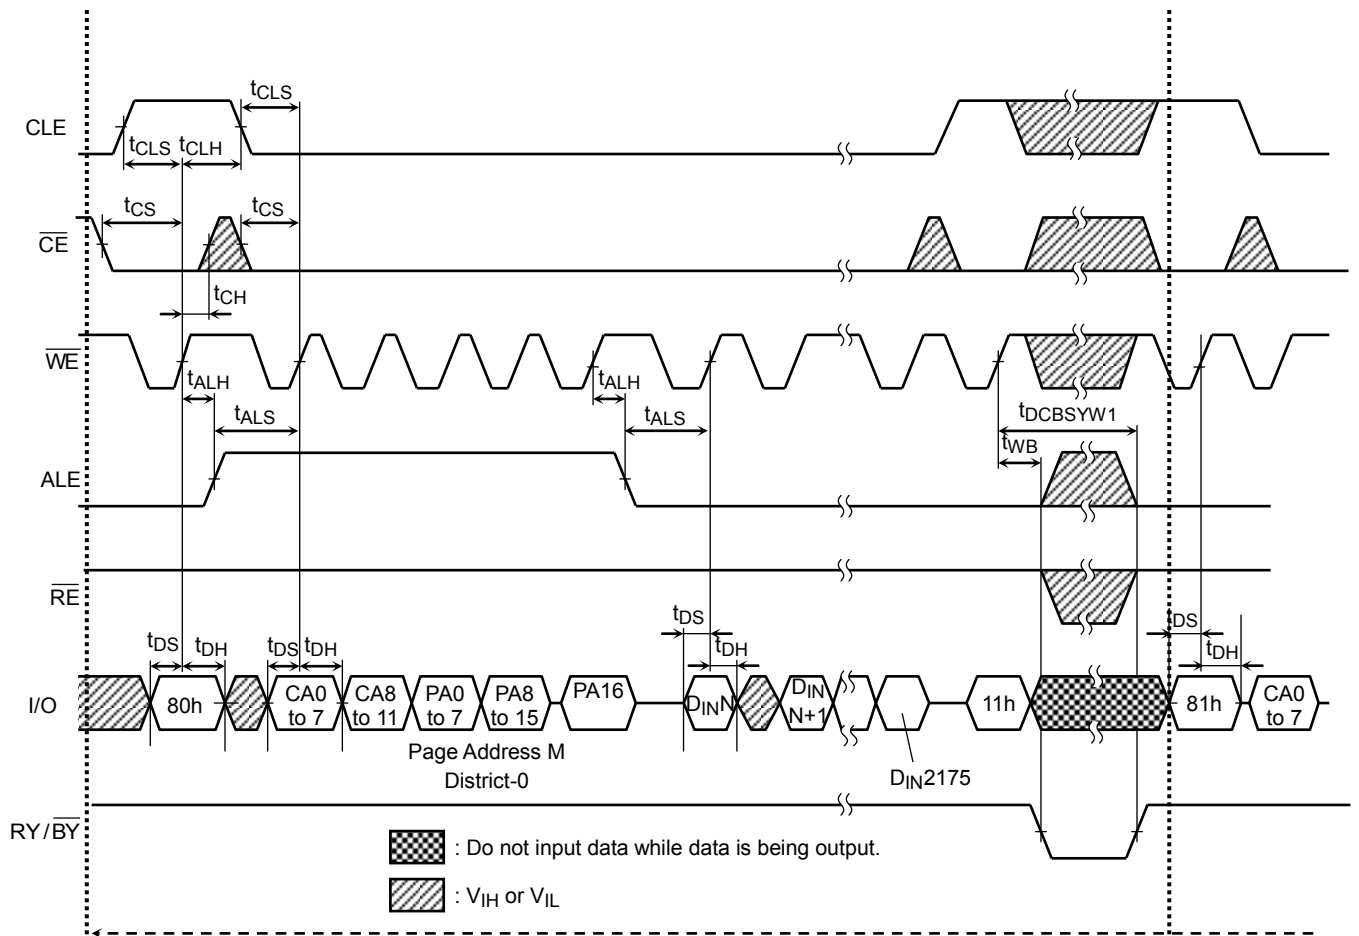 tCLS
CLE
tCLS tCLH
tCS tCS
CE
tCH
WE
tALH tALH
tALS tALS tDCBSYW1
tWB
ALE
RE
tDS tDH tDS tDH tDS tDH DS tDH
I/O 80h CA0 to 7 CA8 to 11 PA0 to 7 PA8 to 15 PA16 DINN DIN N+1 11h 81h CA0 to 7
Page Address M
District-0
DIN2175
RY/BY
: Do not input data while data is being output.
: VIH or VIL